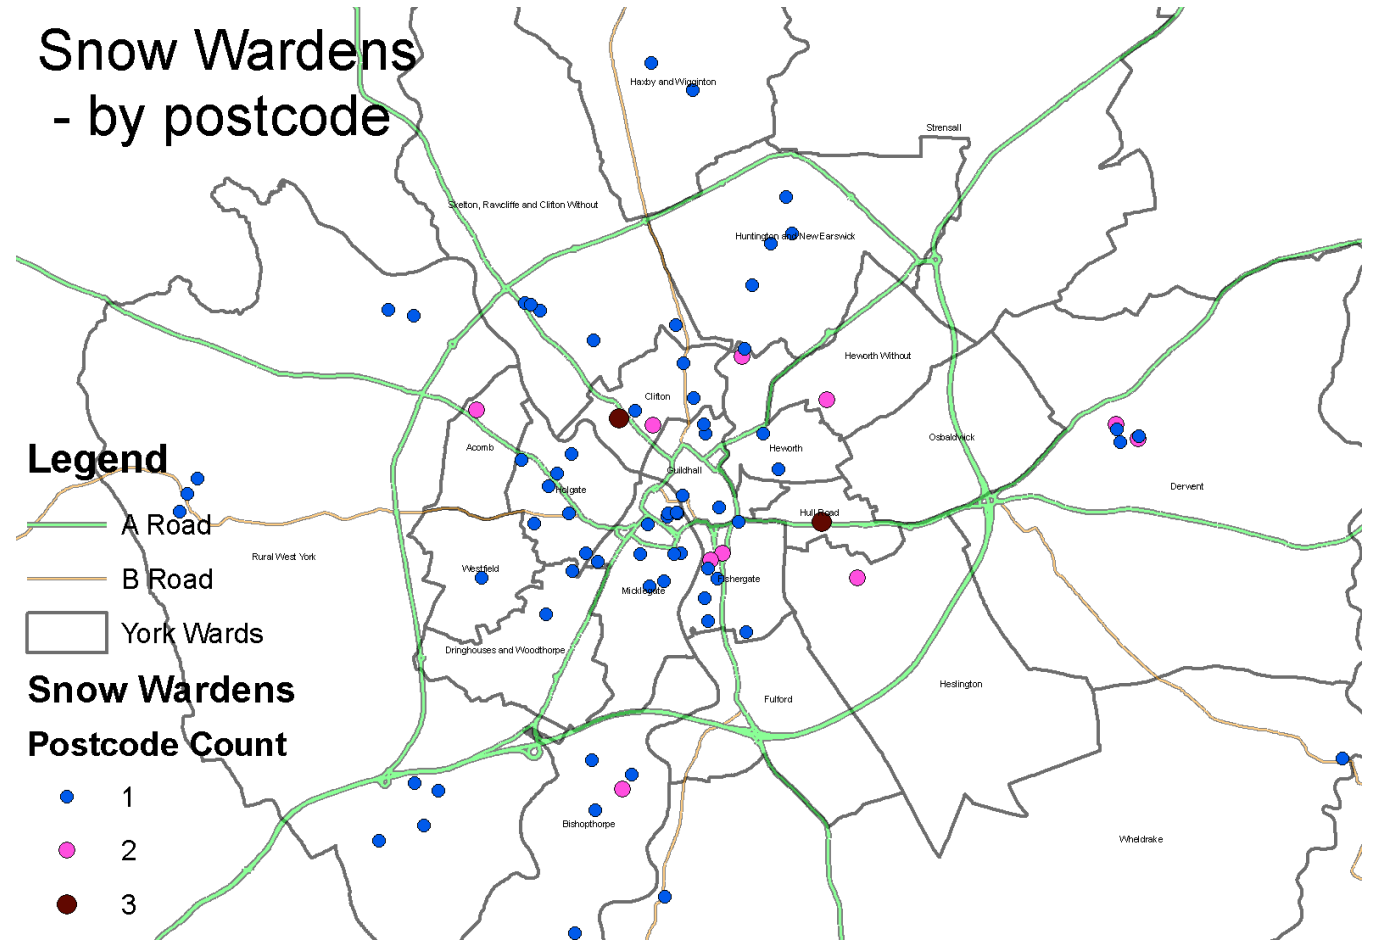 Snow Wardens
- by postcode
Haxby and Wigginton
Strensall
Skelton, Rawcliffe and Clifton Without
Huntington and New Earswick
Heworth Without
Clifton
Acomb
Osbaldwick
Heworth
Guildhall
Holgate
Dervent
Hull Road
Rural West York
Westfield
Fishergate
Micklegate
Dringhouses and Woodthorpe
Heslington
Fulford
Bishopthorpe
Wheldrake
Legend
A Road
B Road
York Wards
Snow Wardens
Postcode Count
1
2
3